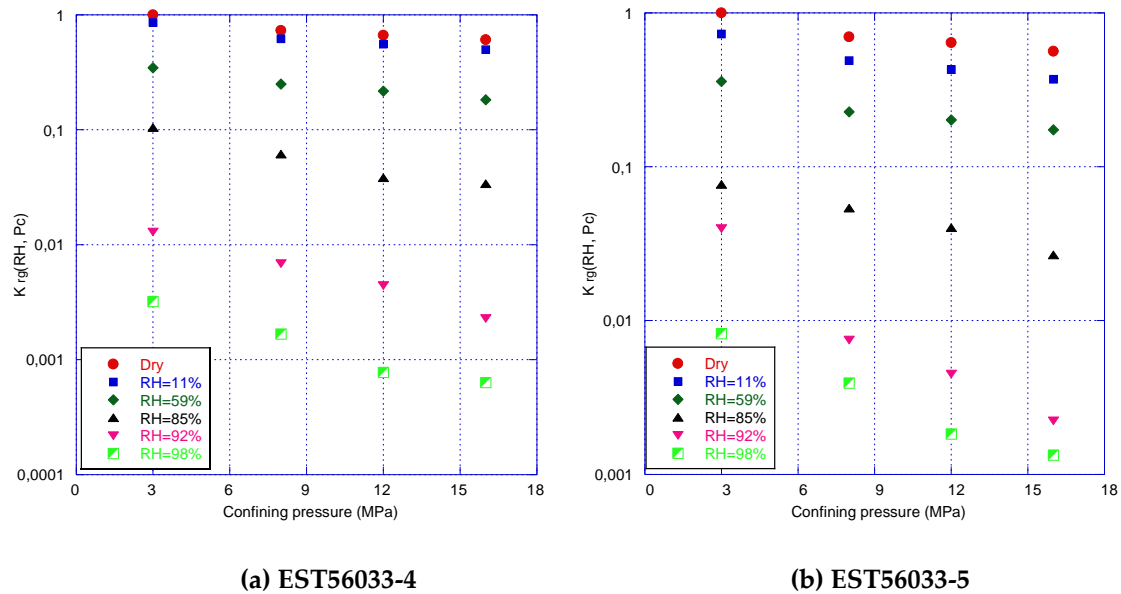 1
0,1
0,01
0,001
0,0001
K rg(RH, Pc)
Dry
RH=11%
RH=59%
RH=85%
RH=92%
RH=98%
0 3 6 9 12 15 18
Confining pressure (MPa)
(a) EST56033-4
1
0,1
0,01
0,001
K rg(RH, Pc)
Dry
RH=11%
RH=59%
RH=85%
RH=92%
RH=98%
0 3 6 9 12 15 18
Confining pressure (MPa)
(b) EST56033-5